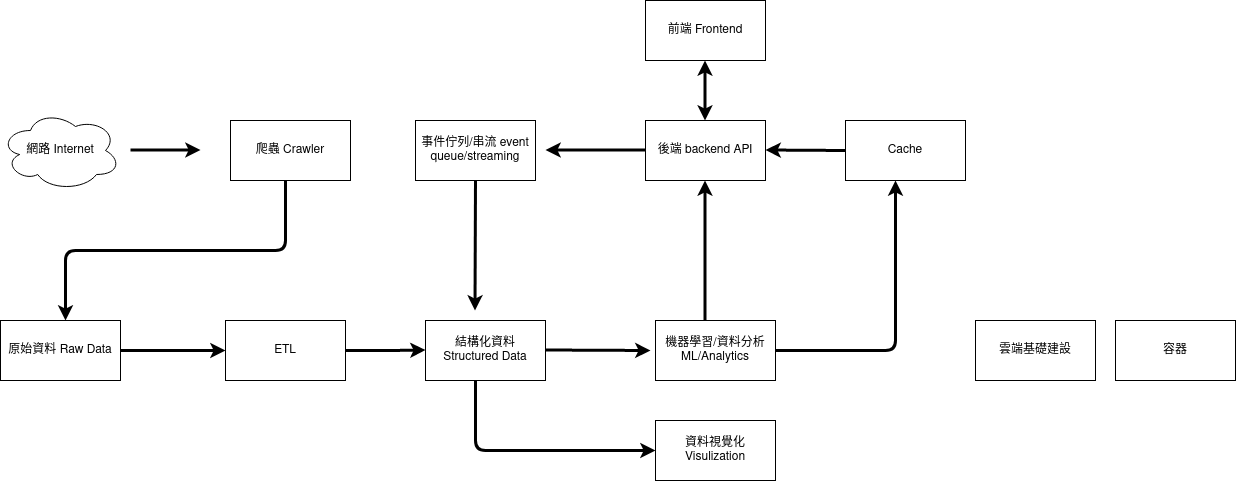 前端 Frontend
網路 Internet
爬蟲 Crawler
事件佇列/串流 event
queue/streaming
後端 backend API
Cache
原始資料 Raw Data
ETL
結構化資料
Structured Data
機器學習/資料分析
ML/Analytics
雲端基礎建設
容器
資料視覺化
Visulization